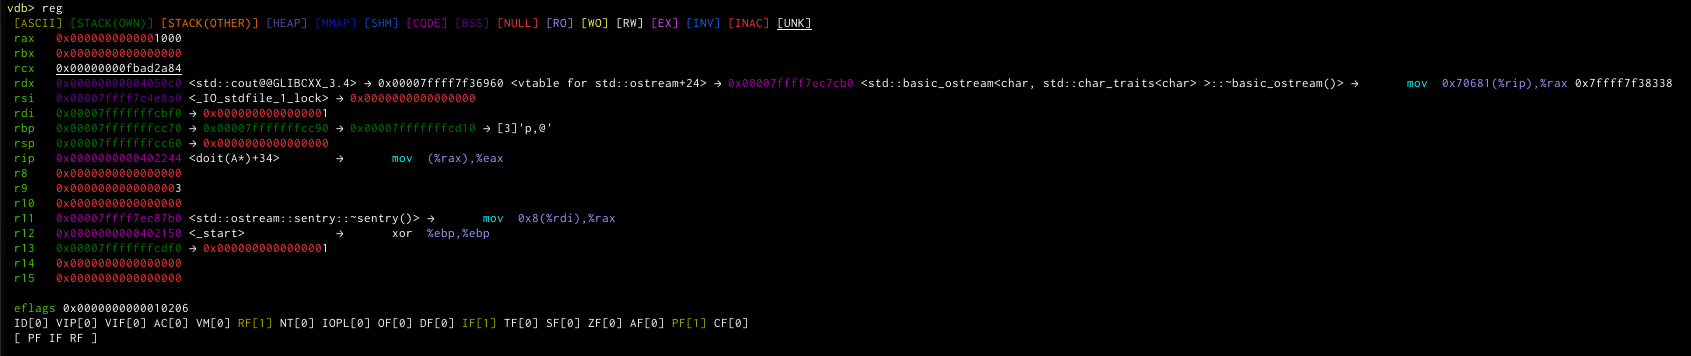 vdb> reg
[ASCII] [STACK(OWN)] [STACK(OTHER)] [HEAP] [MMAP] [SHM] [CODE] [BSS] [NULL] [RO] [WO] [RW] [EX] [INV] [INAC] [UNK]
rax 0x0000000000001000
rbx 0x0000000000000000
rcx 0x00000000fbad2a84
rdx 0x00000000004050c0 <std::cout@@GLIBCXX_3.4> → 0x00007ffff7f36960 <vtable for std::ostream+24> → 0x00007ffff7ec7cb0 <std::basic_ostream<char, std::char_traits<char> >::~basic_ostream()> → mov 0x70681(%rip),%rax 0x7ffff7f38338
rsi 0x00007ffff7c4e8a0 <_IO_stdfile_1_lock> → 0x0000000000000000
rdi 0x00007fffffffcbf0 → 0x0000000000000001
rbp 0x00007fffffffcc70 → 0x00007fffffffcc90 → 0x00007fffffffcd10 → [3]'p,@'
rsp 0x00007fffffffcc60 → 0x0000000000000000
rip 0x0000000000402244 <doit(A*)+34> → mov (%rax),%eax
r8 0x0000000000000000
r9 0x0000000000000003
r10 0x0000000000000000
r11 0x00007ffff7ec87b0 <std::ostream::sentry::~sentry()> → mov 0x8(%rdi),%rax
r12 0x0000000000402150 <_start> → xor %ebp,%ebp
r13 0x00007fffffffcdf0 → 0x0000000000000001
r14 0x0000000000000000
r15 0x0000000000000000
eflags 0x0000000000010206
ID[0] VIP[0] VIF[0] AC[0] VM[0] RF[1] NT[0] IOPL[0] OF[0] DF[0] IF[1] TF[0] SF[0] ZF[0] AF[0] PF[1] CF[0]
[ PF IF RF ]